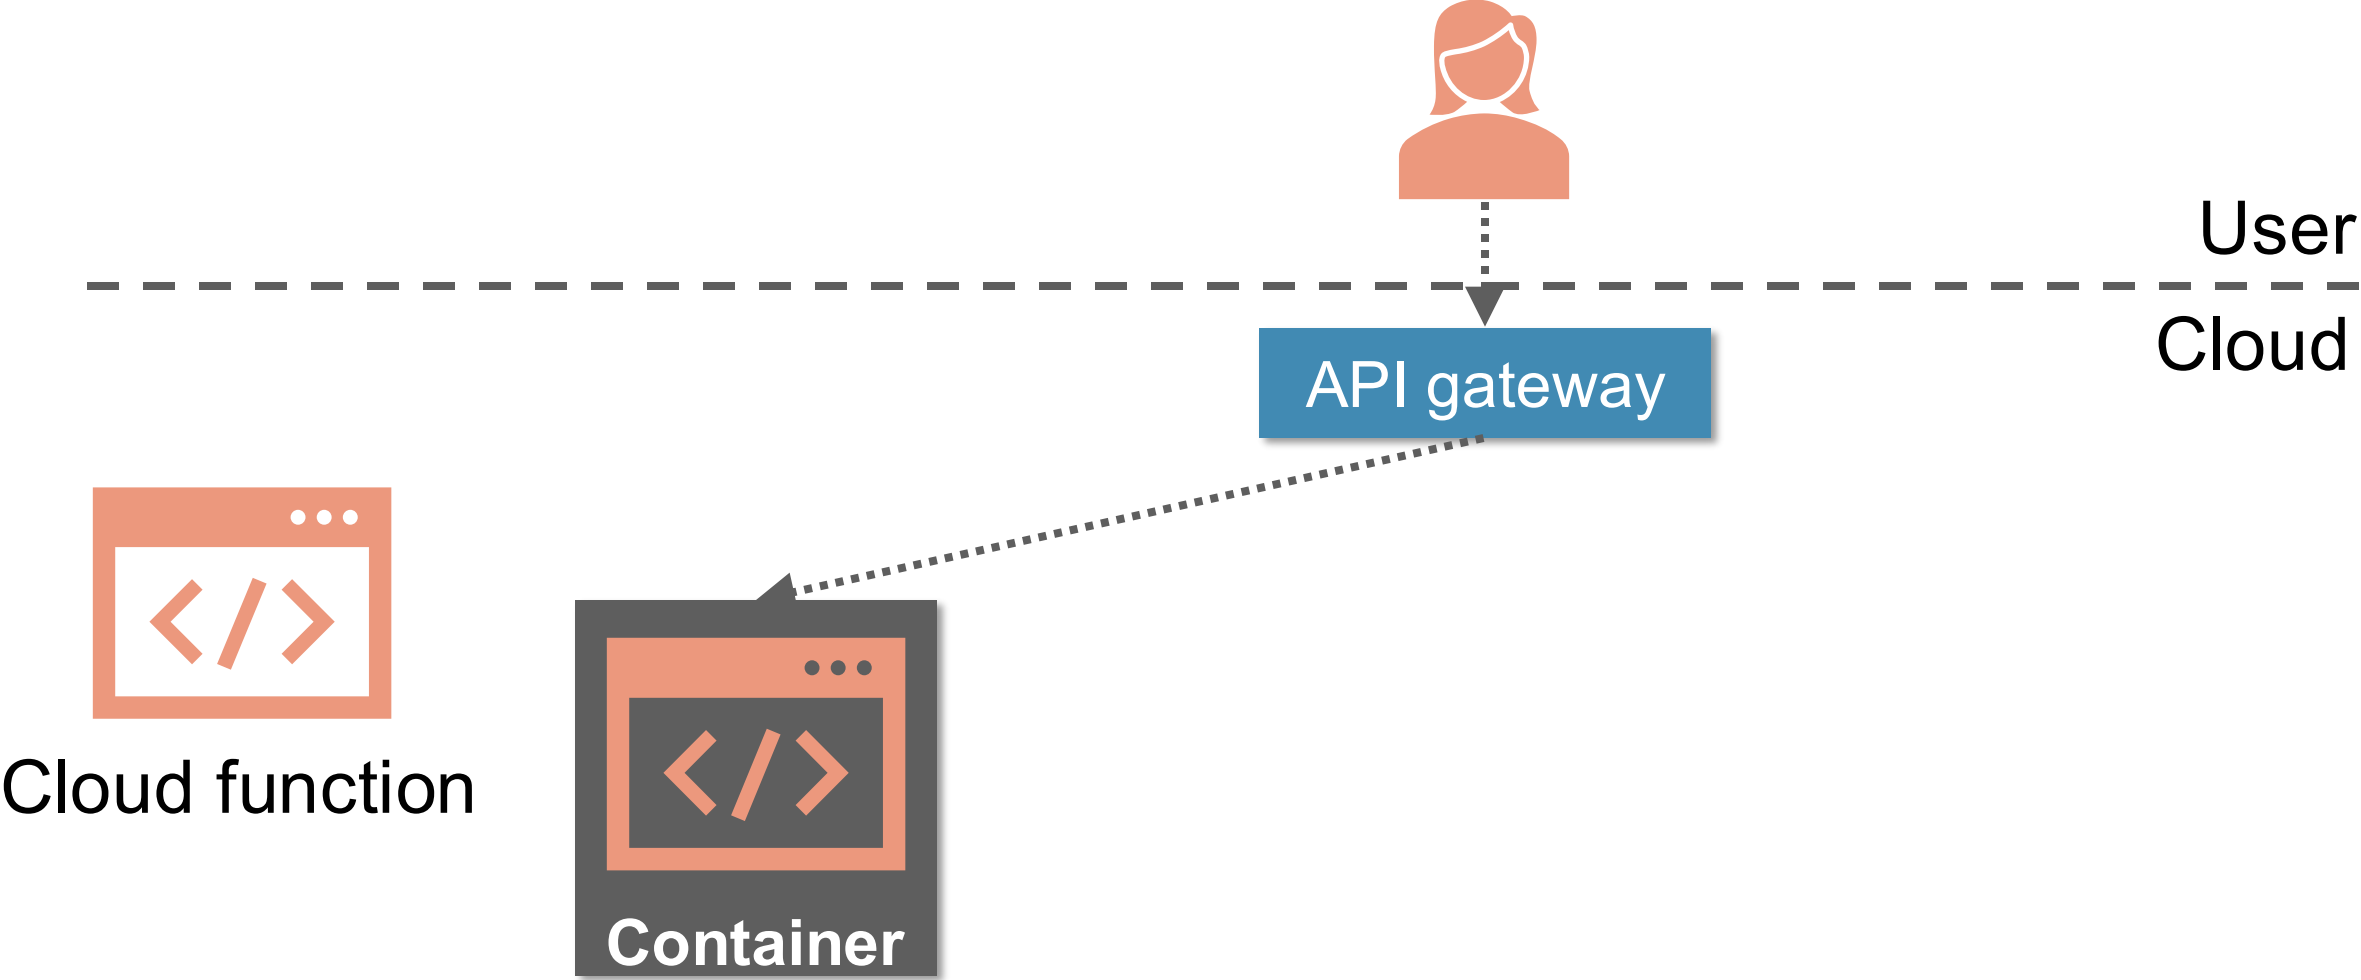 User
Cloud
API gateway
Cloud function
Container